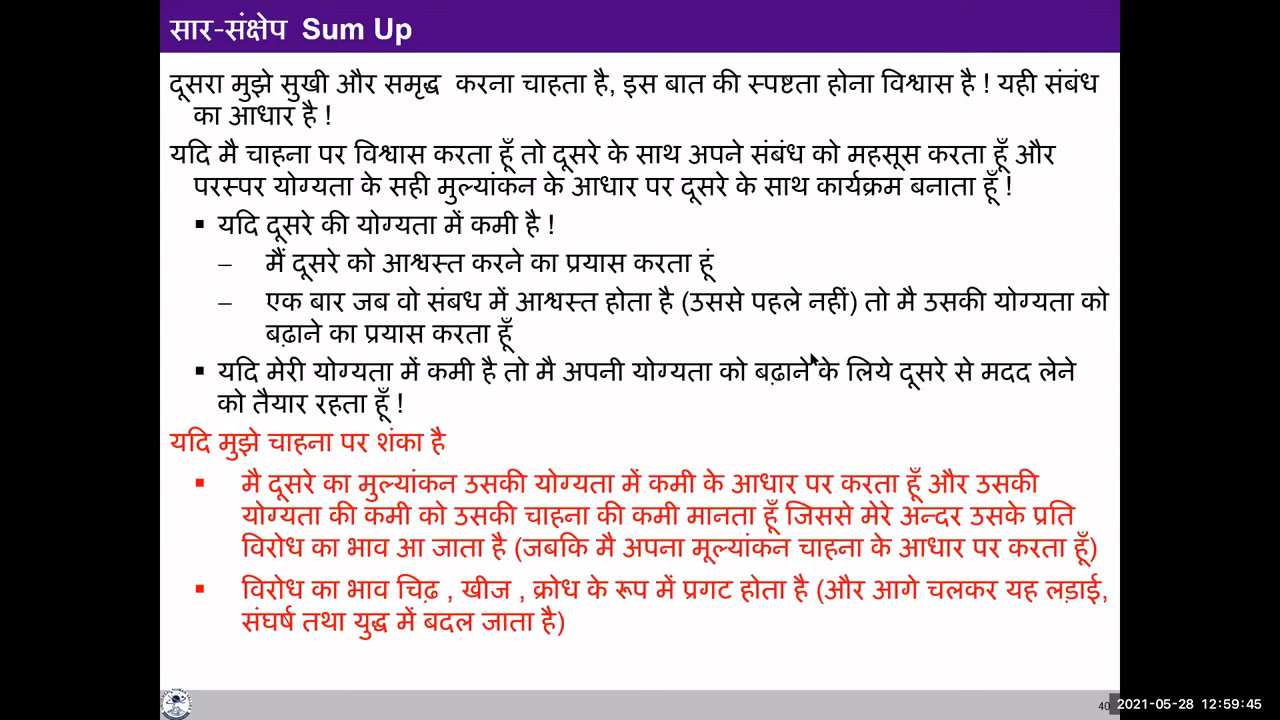 सार-संक्षेप Sum Up
दूसरा मुझे सुखी और समृद्ध करना चाहता है, इस बात की स्पष्टता होना विश्वास है ! यही संबंध
का आधार है !
यदि मै चाहना पर विश्वास करता हूँ तो दूसरे के साथ अपने संबंध को महसूस करता हूँ और
परस्पर योग्यता के सही मुल्यांकन के आधार पर दूसरे के साथ कार्यक्रम बनाता हूँ !
▪ यदि दूसरे की योग्यता में कमी है !
– मैं दूसरे को आश्वस्त करने का प्रयास करता हूं
– एक बार जब वो संबध में आश्वस्त होता है (उससे पहले नहीं) तो मै उसकी योग्यता को
बढ़ाने का प्रयास करता हूँ
▪ यदि मेरी योग्यता में कमी है तो मै अपनी योग्यता को बढ़ाने के लिये दूसरे से मदद लेने
को तैयार रहता हूँ !
यदि मुझे चाहना पर शंका है
▪ मै दूसरे का मुल्यांकन उसकी योग्यता में कमी के आधार पर करता हूँ और उसकी
योग्यता की कमी को उसकी चाहना की कमी मानता हूँ जिससे मेरे अन्दर उसके प्रति
विरोध का भाव आ जाता है (जबकि मै अपना मूल्यांकन चाहना के आधार पर करता हूँ)
▪ विरोध का भाव चिढ़ , खीज , क्रोध के रूप में प्रगट होता है (और आगे चलकर यह लड़ाई,
संघर्ष तथा युद्ध में बदल जाता है)
40 2021-05-28 12:59:45